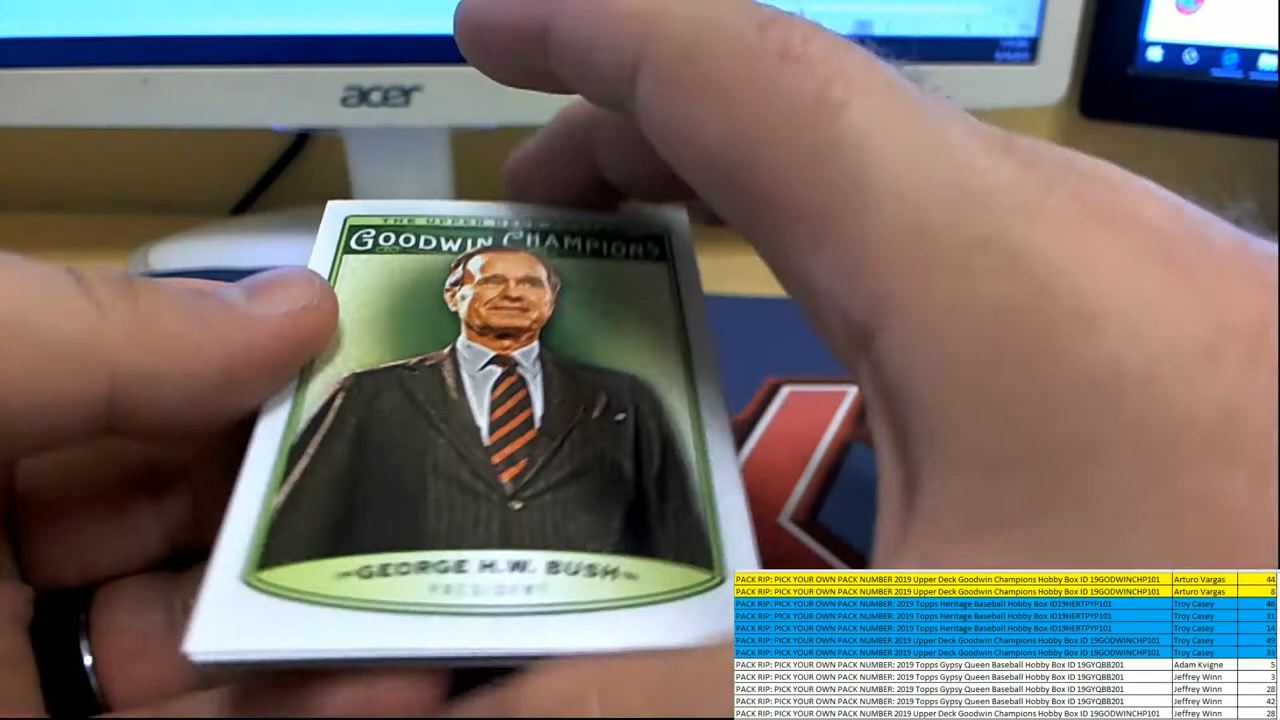 acer
THE UPPER DECK
GOODWIN CHAMPIONS
GEORGE H.W. BUSH
PRESIDENT
PACK RIP: PICK YOUR OWN PACK NUMBER 2019 Upper Deck Goodwin Champions Hobby Box ID 19GODWINCHP101 Arturo Vargas 44
PACK RIP: PICK YOUR OWN PACK NUMBER 2019 Upper Deck Goodwin Champions Hobby Box ID 19GODWINCHP101 Arturo Vargas 8
PACK RIP: PICK YOUR OWN PACK NUMBER: 2019 Topps Heritage Baseball Hobby Box ID19HERTPYP101 Troy Casey 46
PACK RIP: PICK YOUR OWN PACK NUMBER: 2019 Topps Heritage Baseball Hobby Box ID19HERTPYP101 Troy Casey 31
PACK RIP: PICK YOUR OWN PACK NUMBER: 2019 Topps Heritage Baseball Hobby Box ID19HERTPYP101 Troy Casey 14
PACK RIP: PICK YOUR OWN PACK NUMBER: 2019 Upper Deck Goodwin Champions Hobby Box ID 19GODWINCHP101 Troy Casey 49
PACK RIP: PICK YOUR OWN PACK NUMBER: 2019 Upper Deck Goodwin Champions Hobby Box ID 19GODWINCHP101 Troy Casey 33
PACK RIP: PICK YOUR OWN PACK NUMBER: 2019 Topps Gypsy Queen Baseball Hobby Box ID 19GYQBB201 Adam Kvigne 5
PACK RIP: PICK YOUR OWN PACK NUMBER: 2019 Topps Gypsy Queen Baseball Hobby Box ID 19GYQBB201 Jeffrey Winn 3
PACK RIP: PICK YOUR OWN PACK NUMBER: 2019 Topps Gypsy Queen Baseball Hobby Box ID 19GYQBB201 Jeffrey Winn 28
PACK RIP: PICK YOUR OWN PACK NUMBER: 2019 Topps Gypsy Queen Baseball Hobby Box ID 19GYQBB201 Jeffrey Winn 42
PACK RIP: PICK YOUR OWN PACK NUMBER: 2019 Upper Deck Goodwin Champions Hobby Box ID 19GODWINCHP101 Jeffrey Winn 28